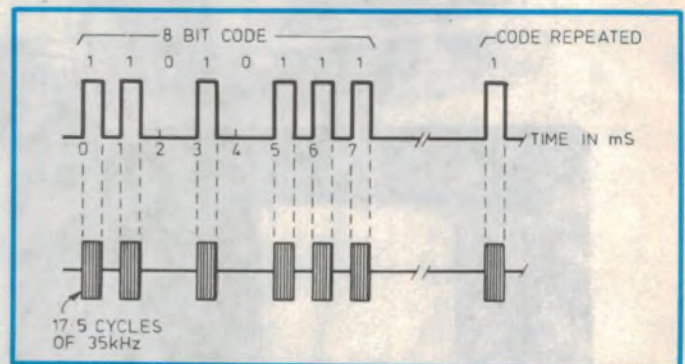 8 BIT CODE
CODE REPEATED
1 1 0 1 0 1 1 1
1
0 1 2 3 4 5 6 7
TIME IN mS
17·5 CYCLES
OF 35kHz